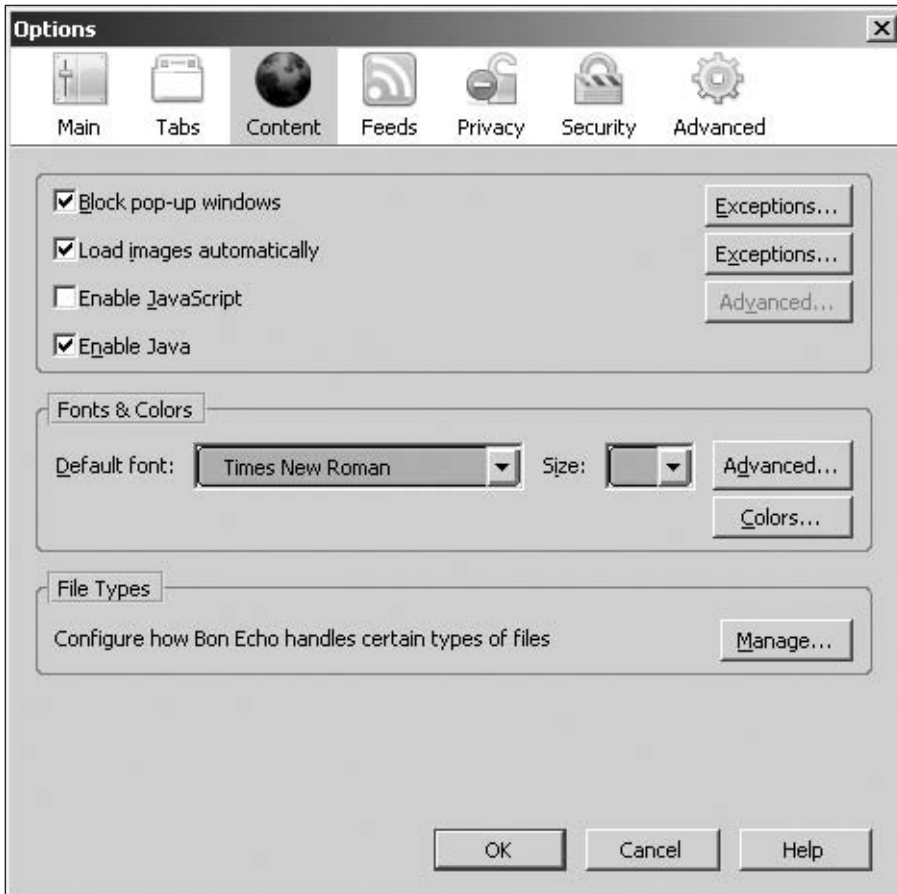 Options
Main Tabs Content Feeds Privacy Security Advanced
Block pop-up windows Exceptions...
Load images automatically Exceptions...
Enable JavaScript Advanced...
Enable Java
Fonts & Colors
Default font: Times New Roman Size: Advanced...
Colors...
File Types
Configure how Bon Echo handles certain types of files Manage...
OK Cancel Help